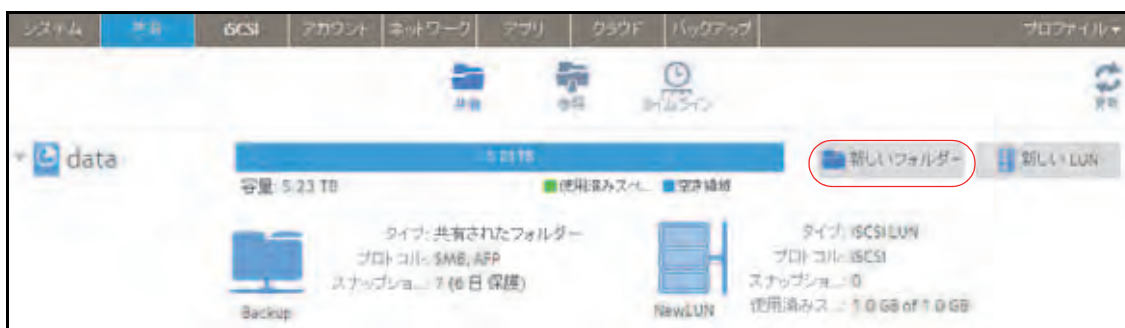 システム 共有 iSCSI アカウント ネットワーク アプリ クラウド バックアップ プロファイル
共有 参照 タイムライン 更新
data 5.23 TB 新しいフォルダー 新しい LUN
容量: 5.23 TB 使用済みスペ... 空き領域
タイプ: 共有されたフォルダー
プロトコル: SMB, AFP
スナップショ...: 7 (6 日 保護)
Backup
タイプ: iSCSI LUN
プロトコル: iSCSI
スナップショ...: 0
使用済みス...: 1.0 GB of 1.0 GB
NewLUN